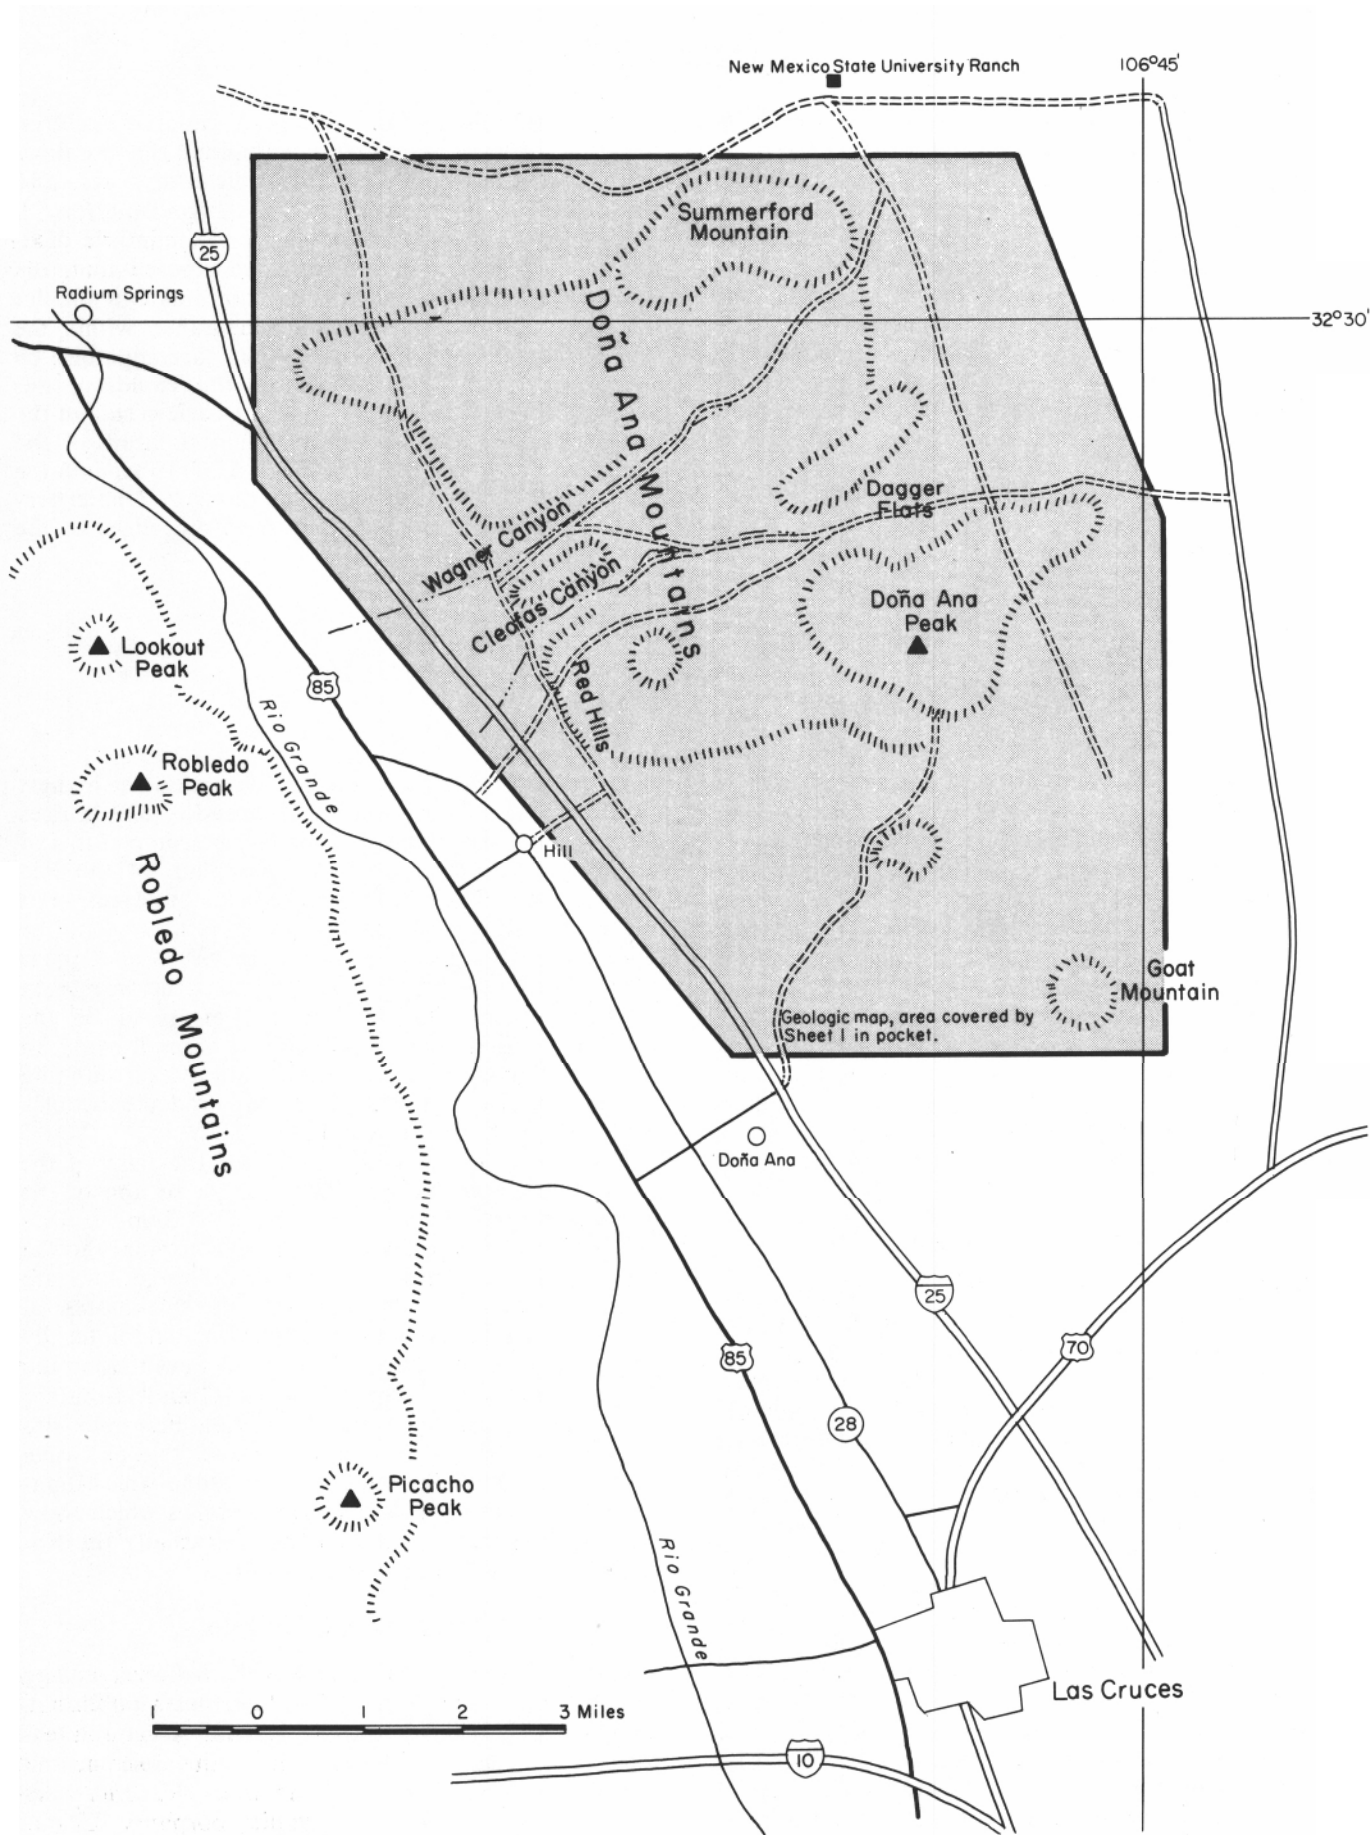 New Mexico State University Ranch
106°45'
Summerford
Mountain
25
Radium Springs
32°30'
Doña Ana Mountains
Dagger
Flats
Wagner Canyon
Cleofas Canyon
Doña Ana
Peak
Lookout
Peak
85
Red Hills
Rio Grande
Robledo
Peak
Hill
Robledo Mountains
Goat
Mountain
Geologic map, area covered by
Sheet 1 in pocket.
Doña Ana
25
70
85
28
Picacho
Peak
Rio Grande
Las Cruces
1 0 1 2 3 Miles
10